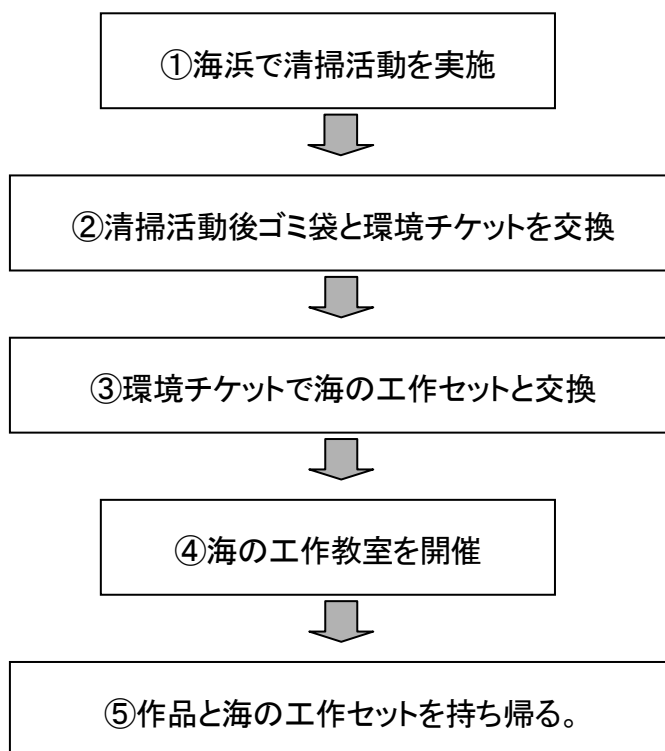 ①海浜で清掃活動を実施
②清掃活動後ゴミ袋と環境チケットを交換
③環境チケットで海の工作セットと交換
④海の工作教室を開催
⑤作品と海の工作セットを持ち帰る。